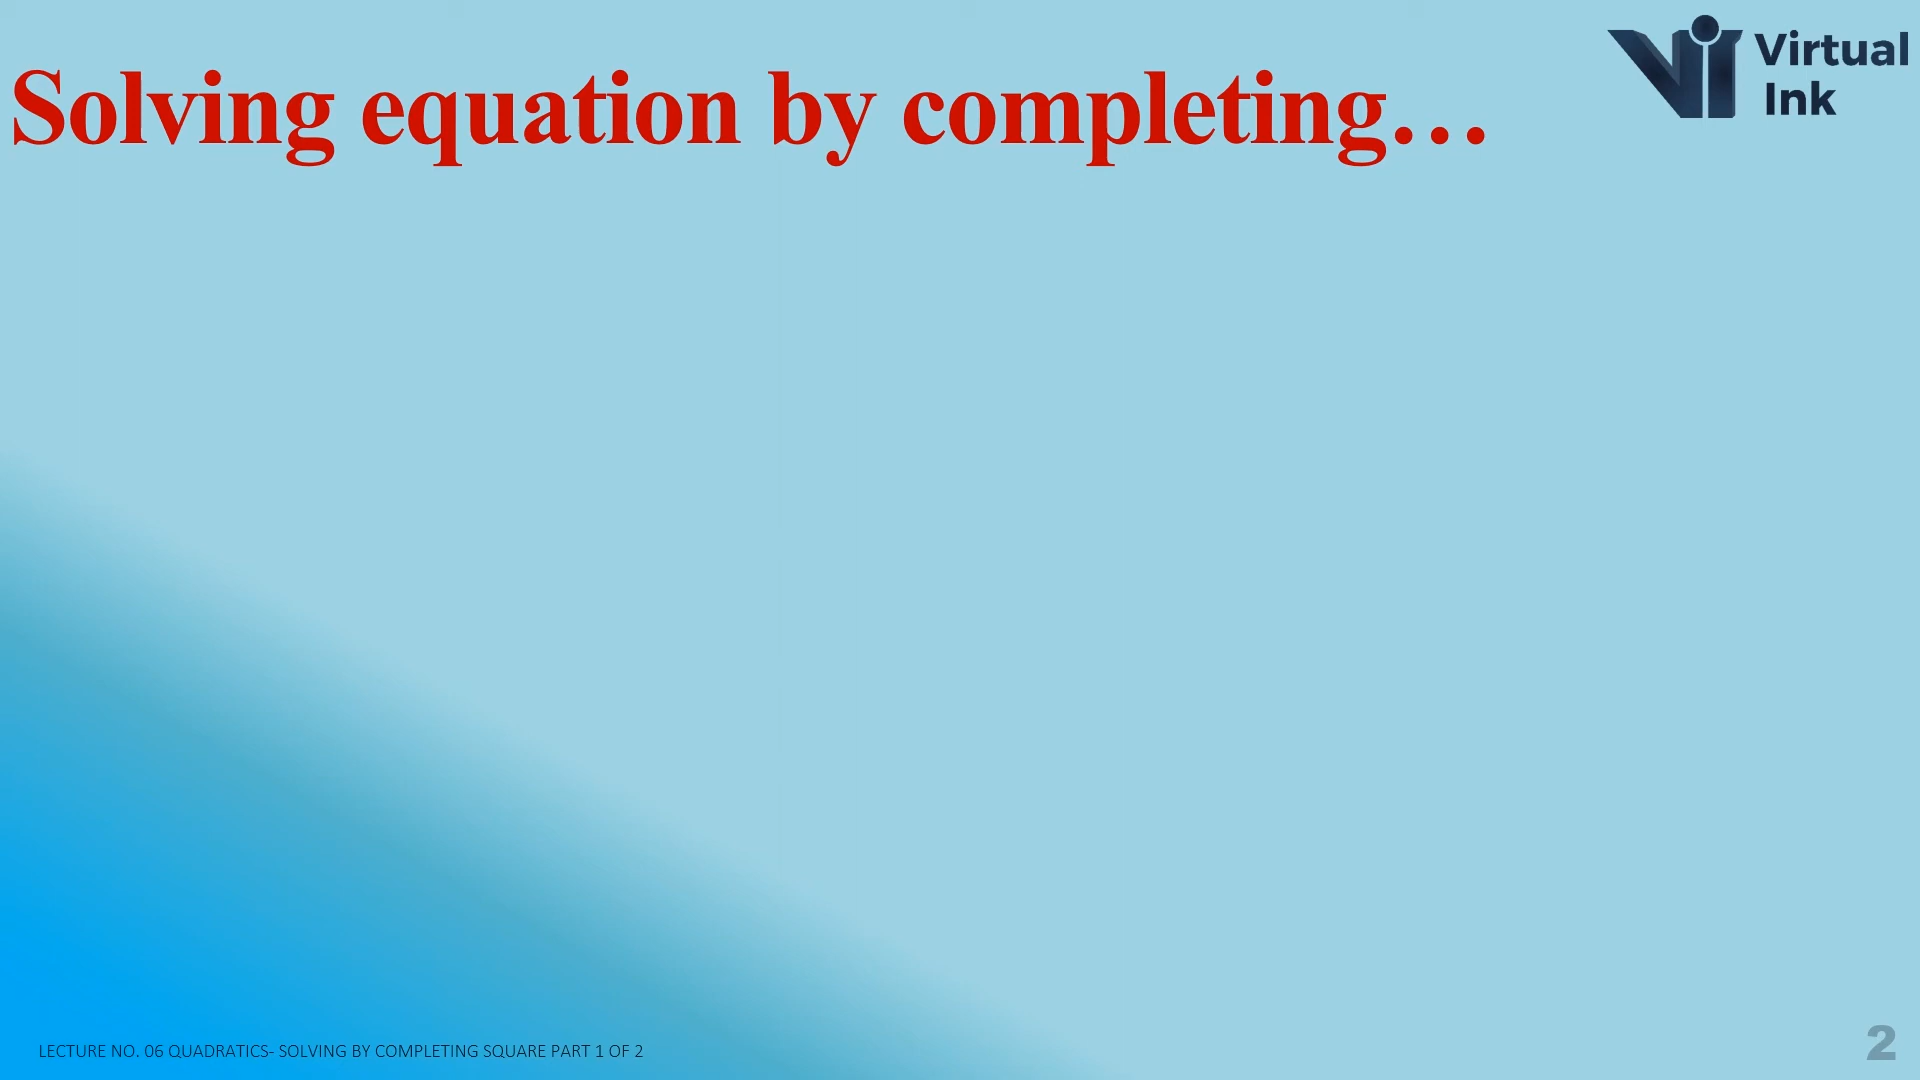 Solving equation by completing…
Virtual
Ink
LECTURE NO. 06 QUADRATICS- SOLVING BY COMPLETING SQUARE PART 1 OF 2
2